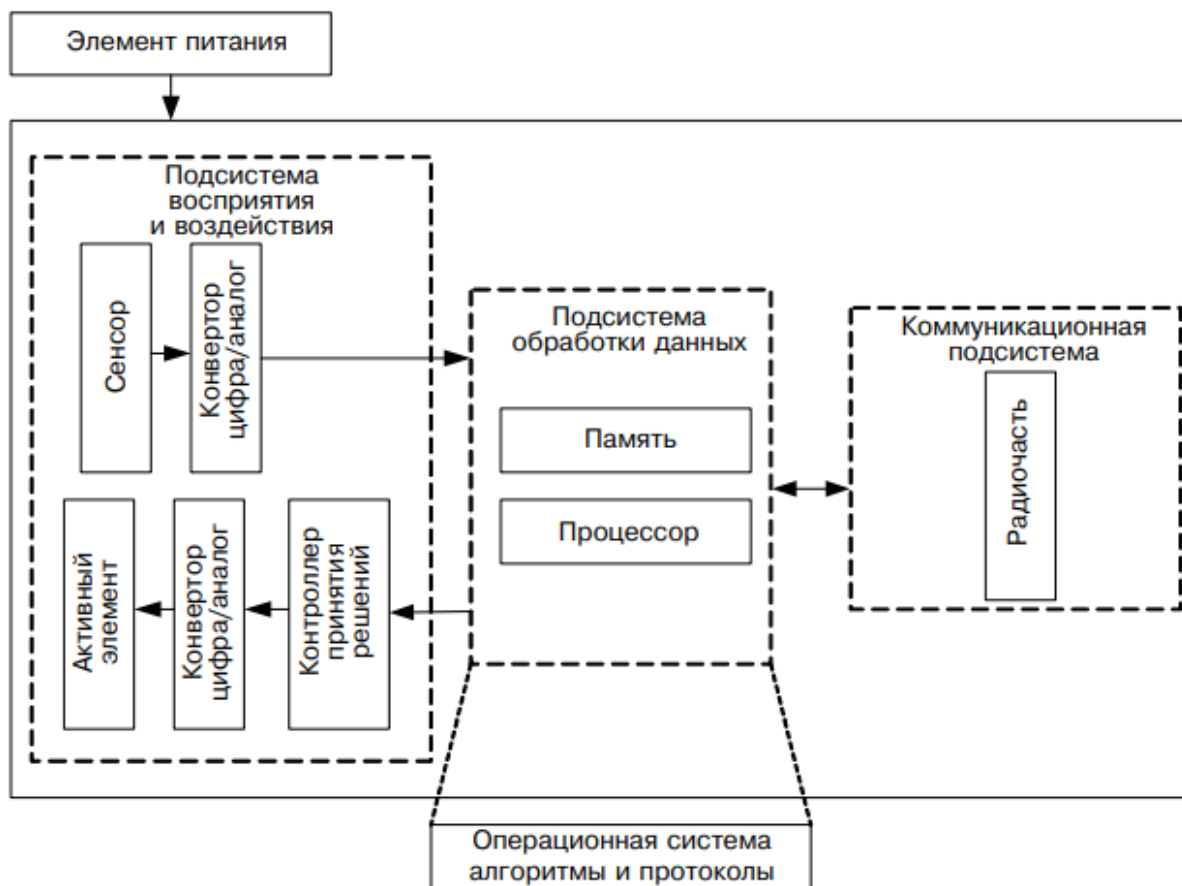 Элемент питания
Подсистема
восприятия
и воздействия
Сенсор
Конвертор
цифра/аналог
Активный
элемент
Конвертор
цифра/аналог
Контроллер
принятия
решений
Подсистема
обработки данных
Память
Процессор
Коммуникационная
подсистема
Радиочасть
Операционная система
алгоритмы и протоколы